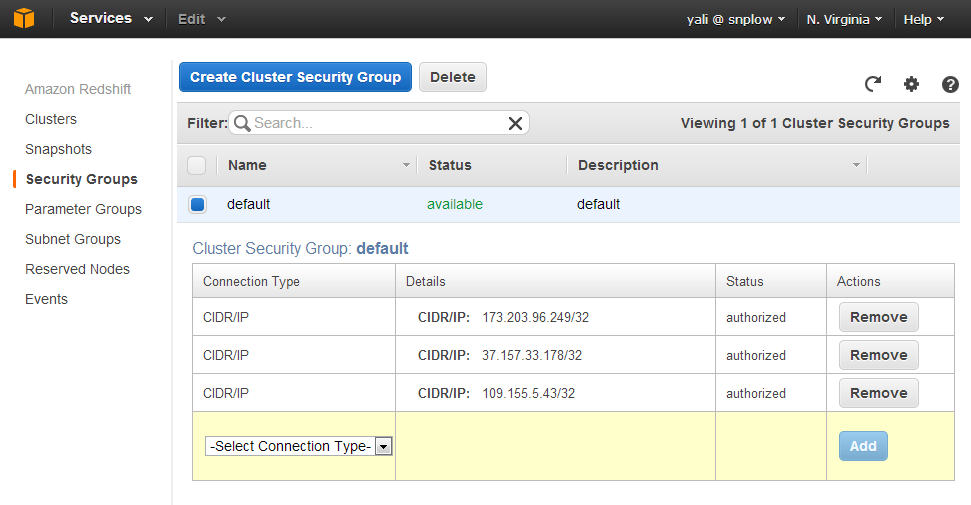 Services Edit yali @ snplow N. Virginia Help
Create Cluster Security Group Delete
Amazon Redshift
Clusters
Snapshots
Security Groups
Parameter Groups
Subnet Groups
Reserved Nodes
Events
Filter: Search... Viewing 1 of 1 Cluster Security Groups
Name Status Description
default available default
Cluster Security Group: default
Connection Type Details Status Actions
CIDR/IP CIDR/IP: 173.203.96.249/32 authorized Remove
CIDR/IP CIDR/IP: 37.157.33.178/32 authorized Remove
CIDR/IP CIDR/IP: 109.155.5.43/32 authorized Remove
-Select Connection Type- Add